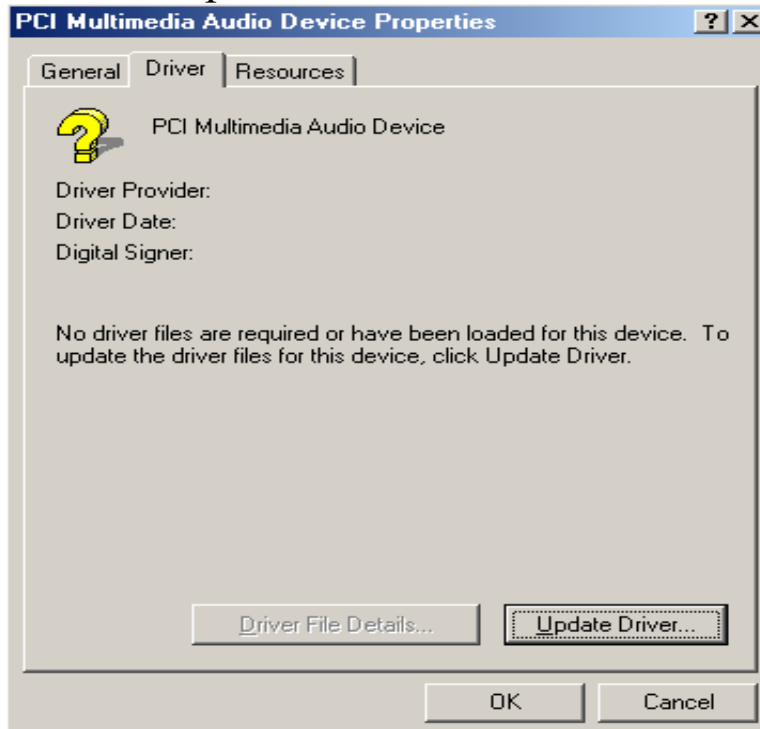 PCI Multimedia Audio Device Properties
General Driver Resources
PCI Multimedia Audio Device
Driver Provider:
Driver Date:
Digital Signer:
No driver files are required or have been loaded for this device. To
update the driver files for this device, click Update Driver.
Driver File Details... Update Driver...
OK Cancel